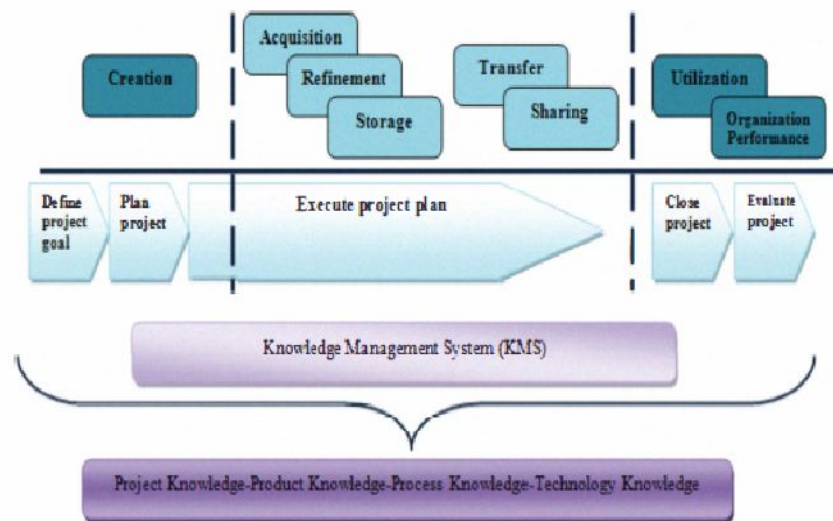 Creation
Acquisition
Refinement
Storage
Transfer
Sharing
Utilization
Organization
Performance
Define
project
goal
Plan
project
Execute project plan
Close
project
Evaluate
project
Knowledge Management System (KMS)
Project Knowledge-Product Knowledge-Process Knowledge-Technology Knowledge